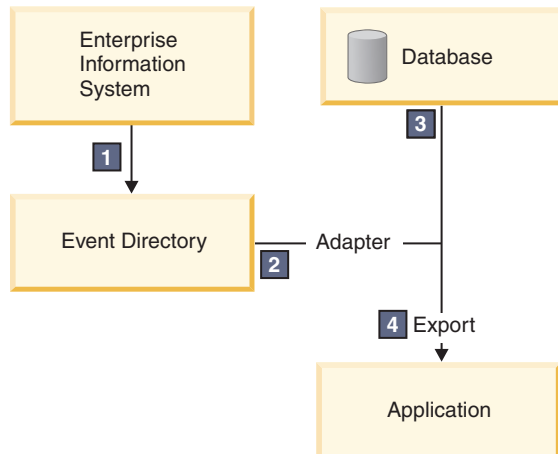 Enterprise
Information
System
Database
1
3
Event Directory
Adapter
2
4 Export
Application